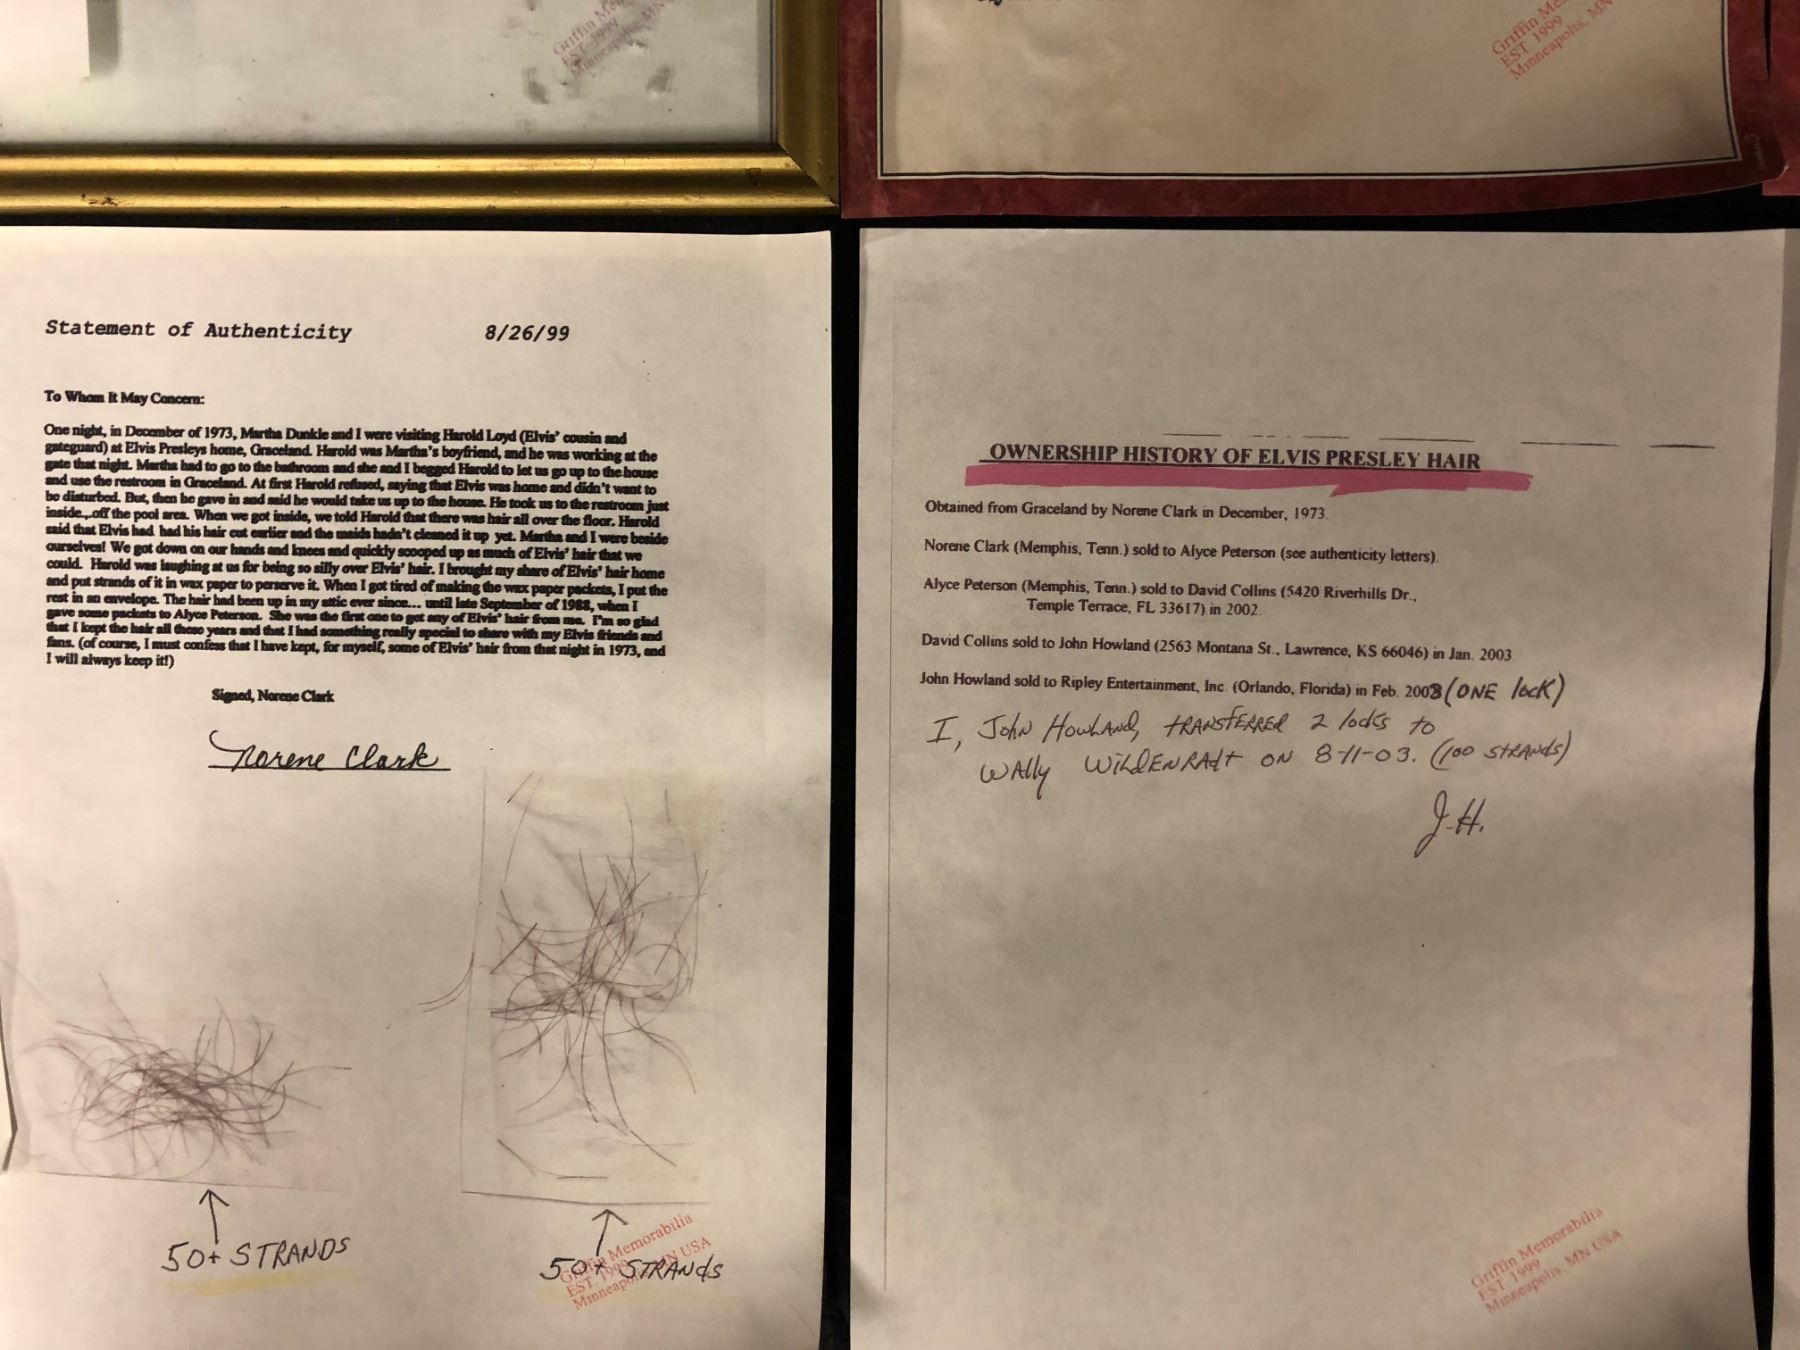 Griffin Me
EST. 1999
Minneapolis, MN
Griffin Me
EST. 1999
Minneapolis, MN
Statement of Authenticity 8/26/99
To Whom It May Concern:
One night, in December of 1973, Martha Dunkle and I were visiting Harold Loyd (Elvis' cousin and
gateguard) at Elvis Presleys home, Graceland. Harold was Martha's boyfriend, and he was working at the
gate that night. Martha had to go to the bathroom and she and I begged Harold to let us go up to the house
and use the restroom in Graceland. At first Harold refused, saying that Elvis was home and didn't want to
be disturbed. But, then he gave in and said he would take us up to the house. He took us to the restroom just
inside...off the pool area. When we got inside, we told Harold that there was hair all over the floor. Harold
said that Elvis had had his hair cut earlier and the maids hadn't cleaned it up yet. Martha and I were beside
ourselves! We got down on our hands and knees and quickly scooped up as much of Elvis' hair that we
could. Harold was laughing at us for being so silly over Elvis' hair. I brought my share of Elvis' hair home
and put strands of it in wax paper to perserve it. When I got tired of making the wax paper packets, I put the
rest in an envelope. The hair had been up in my attic ever since... until late September of 1988, when I
gave some packets to Alyce Peterson. She was the first one to get any of Elvis' hair from me. I'm so glad
that I kept the hair all these years and that I had something really special to share with my Elvis friends and
fans. (of course, I must confess that I have kept, for myself, some of Elvis' hair from that night in 1973, and
I will always keep it!)
Signed, Norene Clark
Norene Clark
50+ STRANDS
50+ STRANDS
Griffin Memorabilia
EST. 1999
Minneapolis, MN USA
OWNERSHIP HISTORY OF ELVIS PRESLEY HAIR
Obtained from Graceland by Norene Clark in December, 1973.
Norene Clark (Memphis, Tenn.) sold to Alyce Peterson (see authenticity letters).
Alyce Peterson (Memphis, Tenn.) sold to David Collins (5420 Riverhills Dr.,
Temple Terrace, FL 33617) in 2002.
David Collins sold to John Howland (2563 Montana St., Lawrence, KS 66046) in Jan. 2003.
John Howland sold to Ripley Entertainment, Inc. (Orlando, Florida) in Feb. 2003 (ONE lock)
I, John Howland, transferred 2 locks to
Wally Wildenradt on 8-11-03. (100 strands)
J.H.
Griffin Memorabilia
EST. 1999
Minneapolis, MN USA